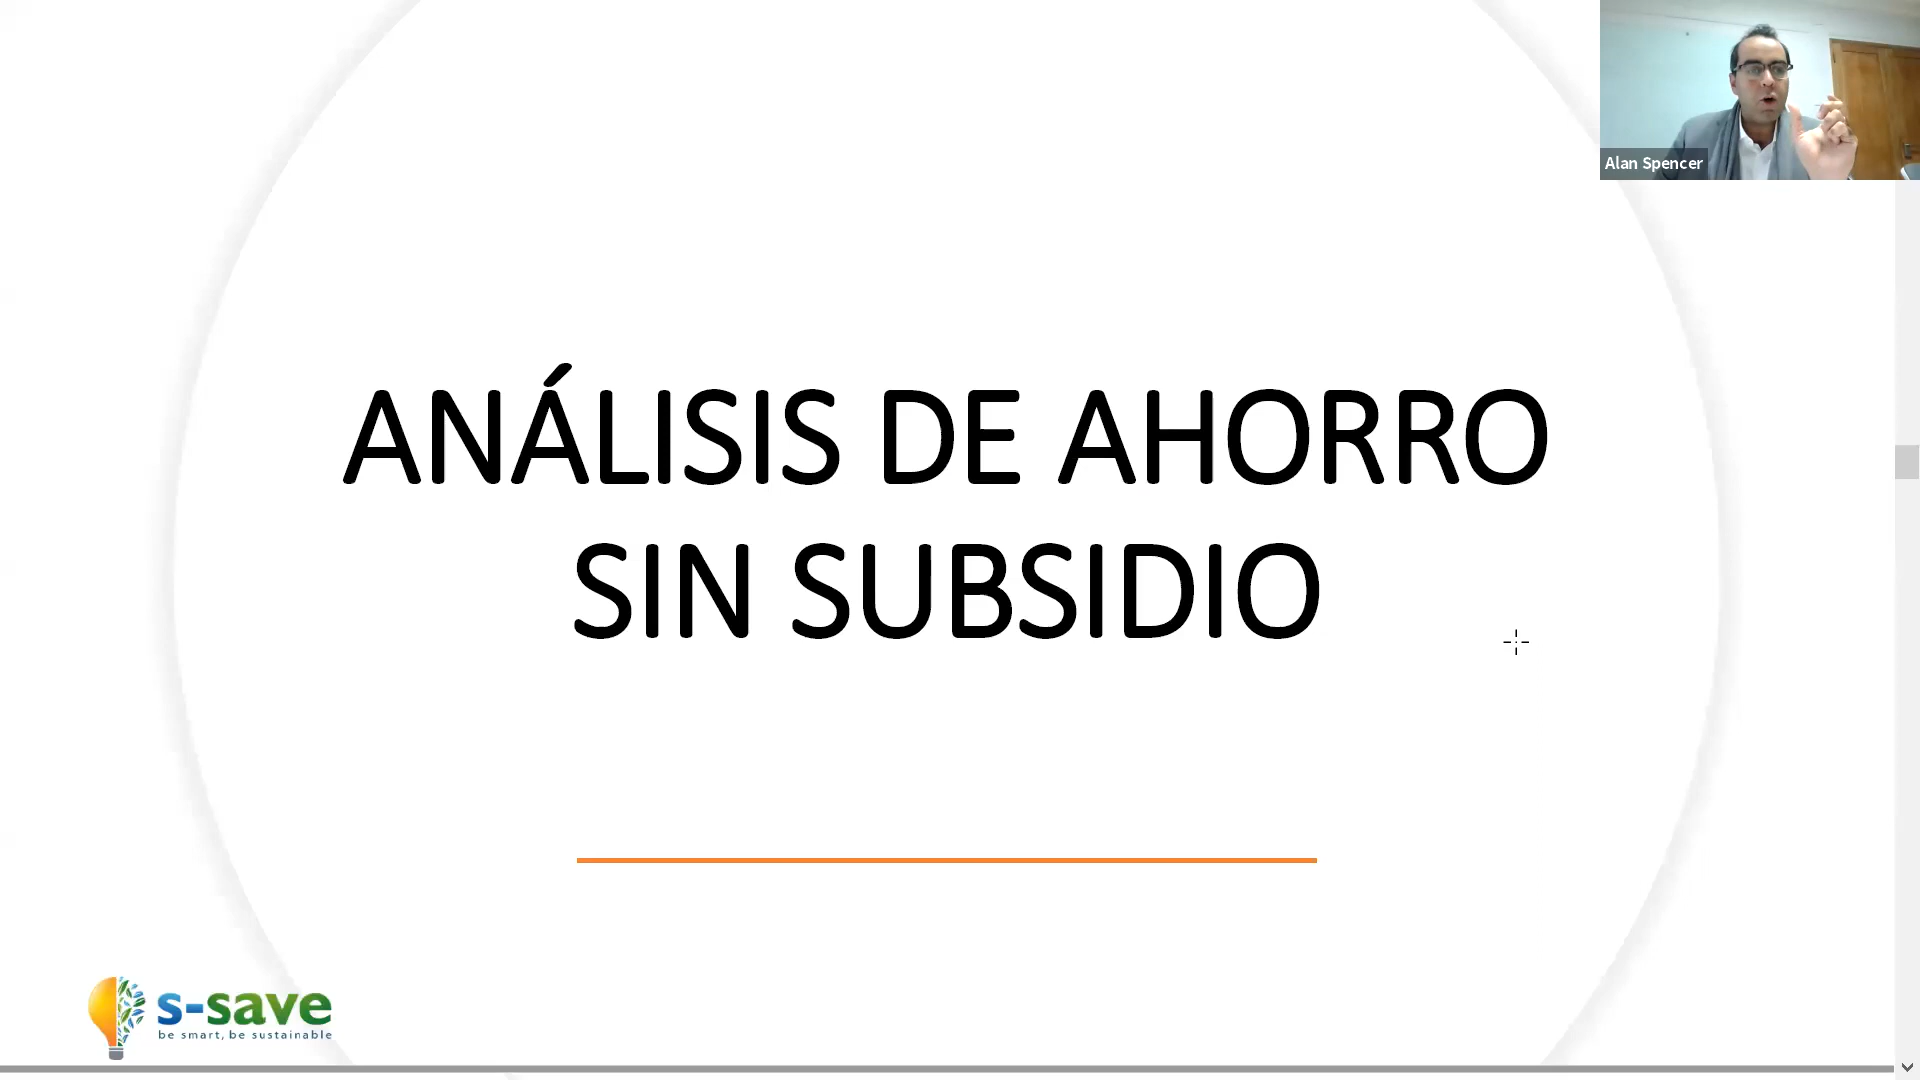 Alan Spencer
ANÁLISIS DE AHORRO
SIN SUBSIDIO
s-save
be smart, be sustainable